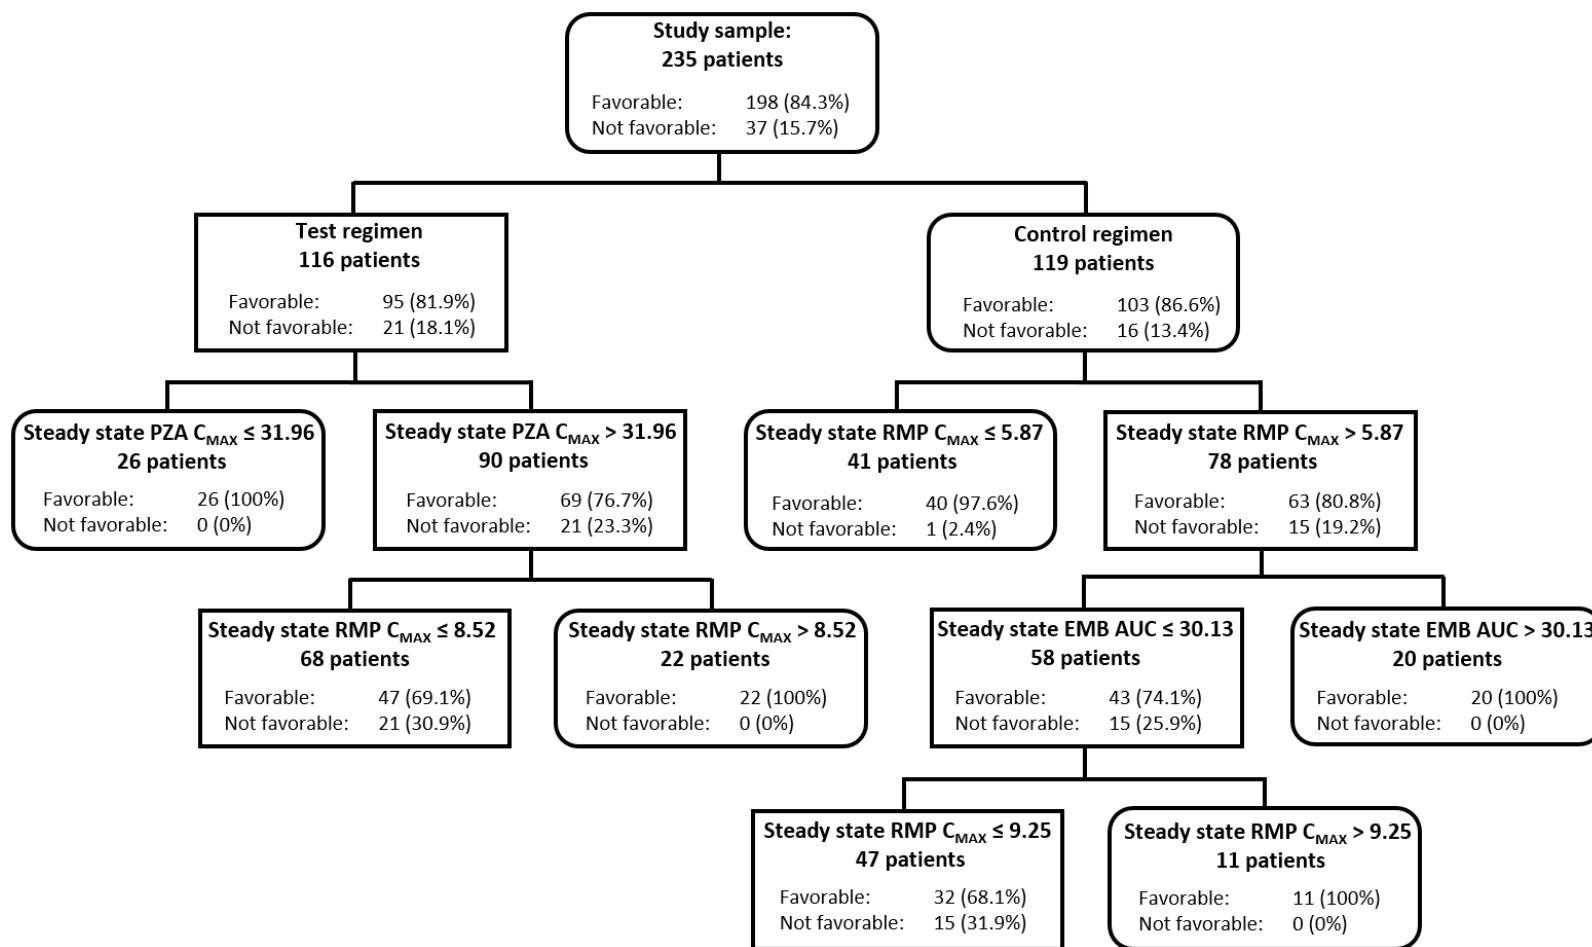 Study sample:
235 patients
Favorable: 198 (84.3%)
Not favorable: 37 (15.7%)
Test regimen
116 patients
Favorable: 95 (81.9%)
Not favorable: 21 (18.1%)
Control regimen
119 patients
Favorable: 103 (86.6%)
Not favorable: 16 (13.4%)
Steady state PZA CMAX ≤ 31.96
26 patients
Favorable: 26 (100%)
Not favorable: 0 (0%)
Steady state PZA CMAX > 31.96
90 patients
Favorable: 69 (76.7%)
Not favorable: 21 (23.3%)
Steady state RMP CMAX ≤ 5.87
41 patients
Favorable: 40 (97.6%)
Not favorable: 1 (2.4%)
Steady state RMP CMAX > 5.87
78 patients
Favorable: 63 (80.8%)
Not favorable: 15 (19.2%)
Steady state RMP CMAX ≤ 8.52
68 patients
Favorable: 47 (69.1%)
Not favorable: 21 (30.9%)
Steady state RMP CMAX > 8.52
22 patients
Favorable: 22 (100%)
Not favorable: 0 (0%)
Steady state EMB AUC ≤ 30.13
58 patients
Favorable: 43 (74.1%)
Not favorable: 15 (25.9%)
Steady state EMB AUC > 30.13
20 patients
Favorable: 20 (100%)
Not favorable: 0 (0%)
Steady state RMP CMAX ≤ 9.25
47 patients
Favorable: 32 (68.1%)
Not favorable: 15 (31.9%)
Steady state RMP CMAX > 9.25
11 patients
Favorable: 11 (100%)
Not favorable: 0 (0%)